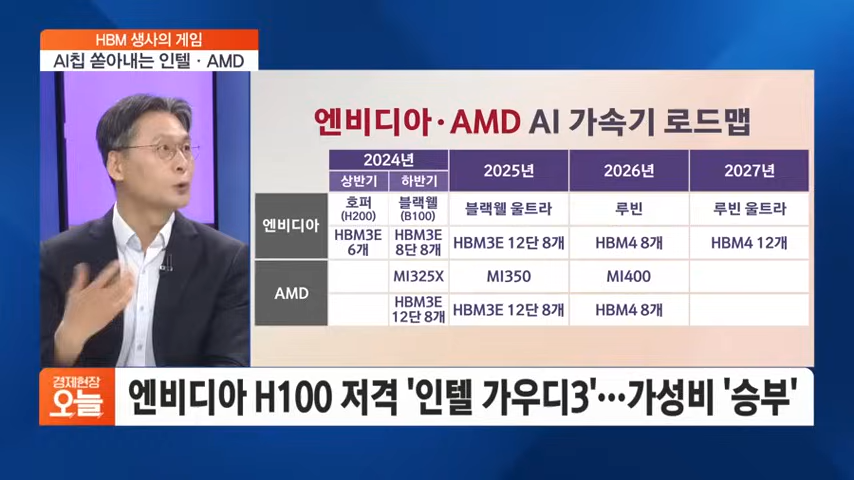 HBM 생사의 게임
AI칩 쏟아내는 인텔·AMD
엔비디아·AMD AI 가속기 로드맵
2024년 2025년 2026년 2027년
상반기 하반기
엔비디아
호퍼 (H200) 블랙웰 (B100) 블랙웰 울트라 루빈 루빈 울트라
HBM3E 6개 HBM3E 8단 8개 HBM3E 12단 8개 HBM4 8개 HBM4 12개
AMD
MI325X MI350 MI400
HBM3E 12단 8개 HBM3E 12단 8개 HBM4 8개
경제현장
오늘
엔비디아 H100 저격 '인텔 가우디3'…가성비 '승부'